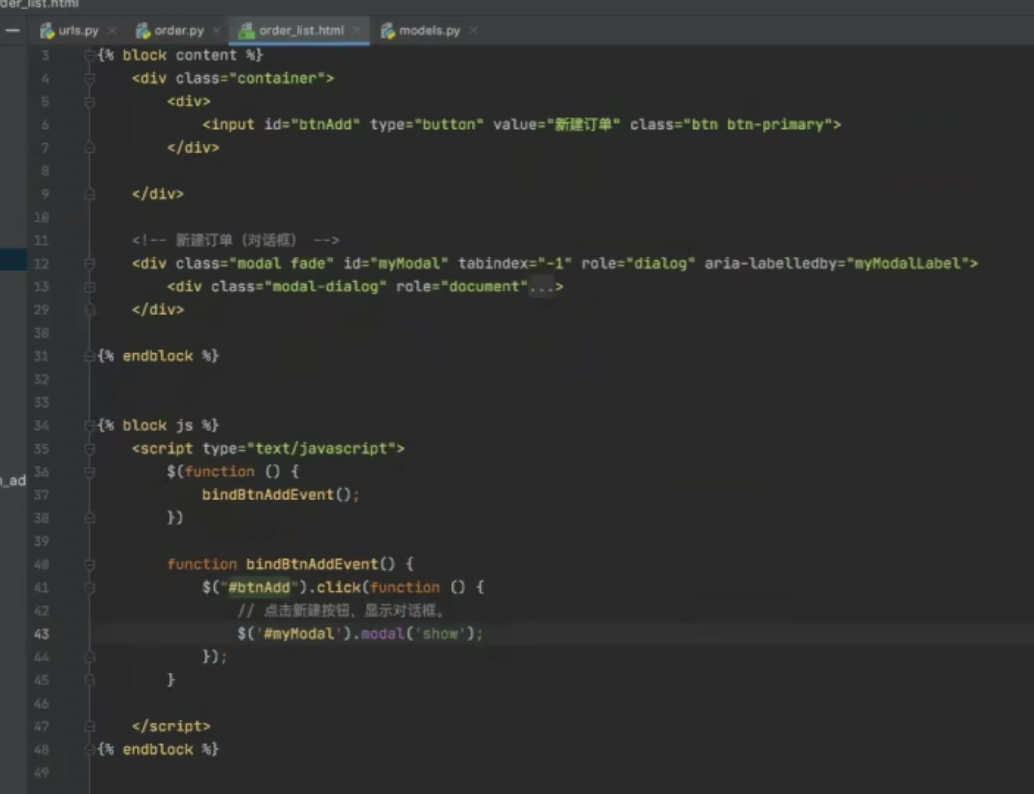 der_list.html
urls.py
order.py
order_list.html
models.py
3 {% block content %}
4 <div class="container">
5 <div>
6 <input id="btnAdd" type="button" value="新建订单" class="btn btn-primary">
7 </div>
8
9 </div>
10
11 <!-- 新建订单（对话框） -->
12 <div class="modal fade" id="myModal" tabindex="-1" role="dialog" aria-labelledby="myModalLabel">
13 <div class="modal-dialog" role="document"...>
29 </div>
30
31 {% endblock %}
32
33
34 {% block js %}
35 <script type="text/javascript">
36 $(function () {
n_ad
37 bindBtnAddEvent();
38 })
39
40 function bindBtnAddEvent() {
41 $("#btnAdd").click(function () {
42 // 点击新建按钮，显示对话框。
43 $('#myModal').modal('show');
44 });
45 }
46
47 </script>
48 {% endblock %}
49